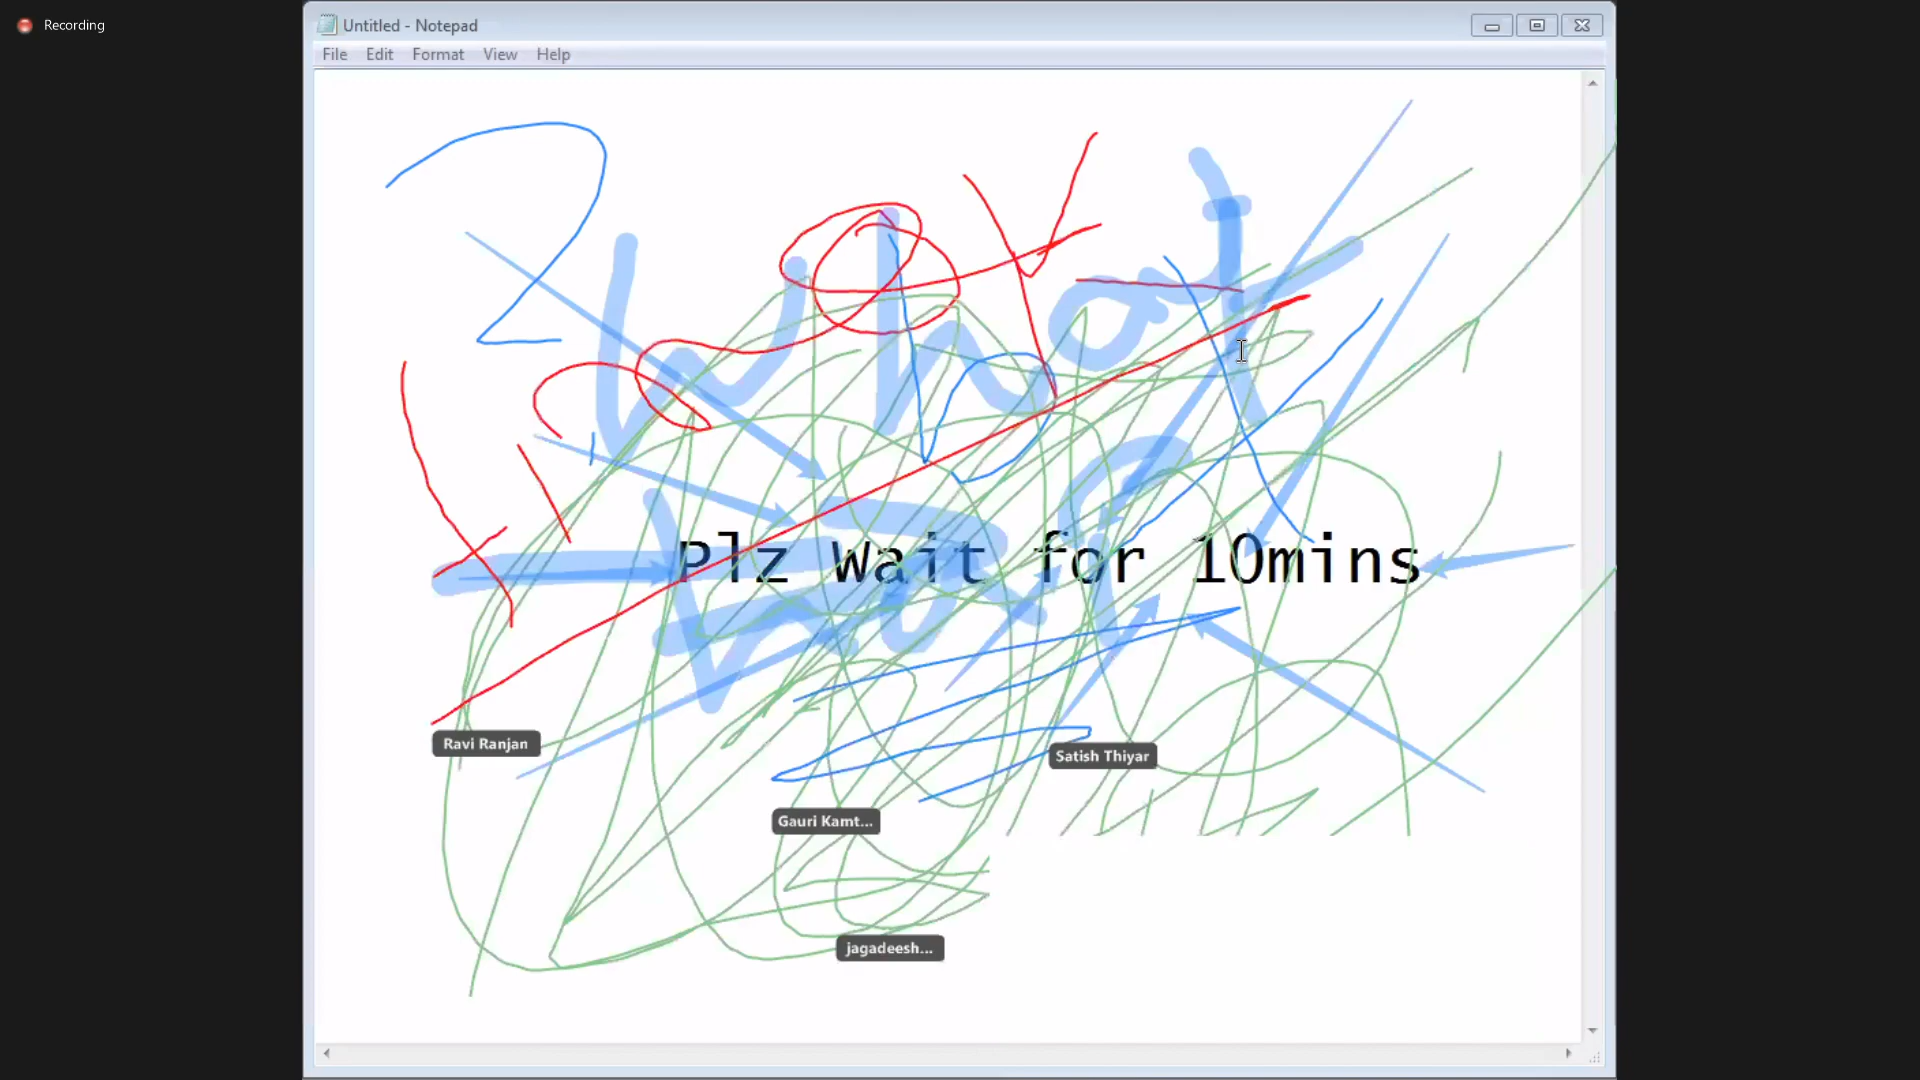 Recording
Untitled - Notepad
File Edit Format View Help
What
Plz Wait for 10mins
Ravi Ranjan
Satish Thiyar
Gauri Kamt...
jagadeesh...